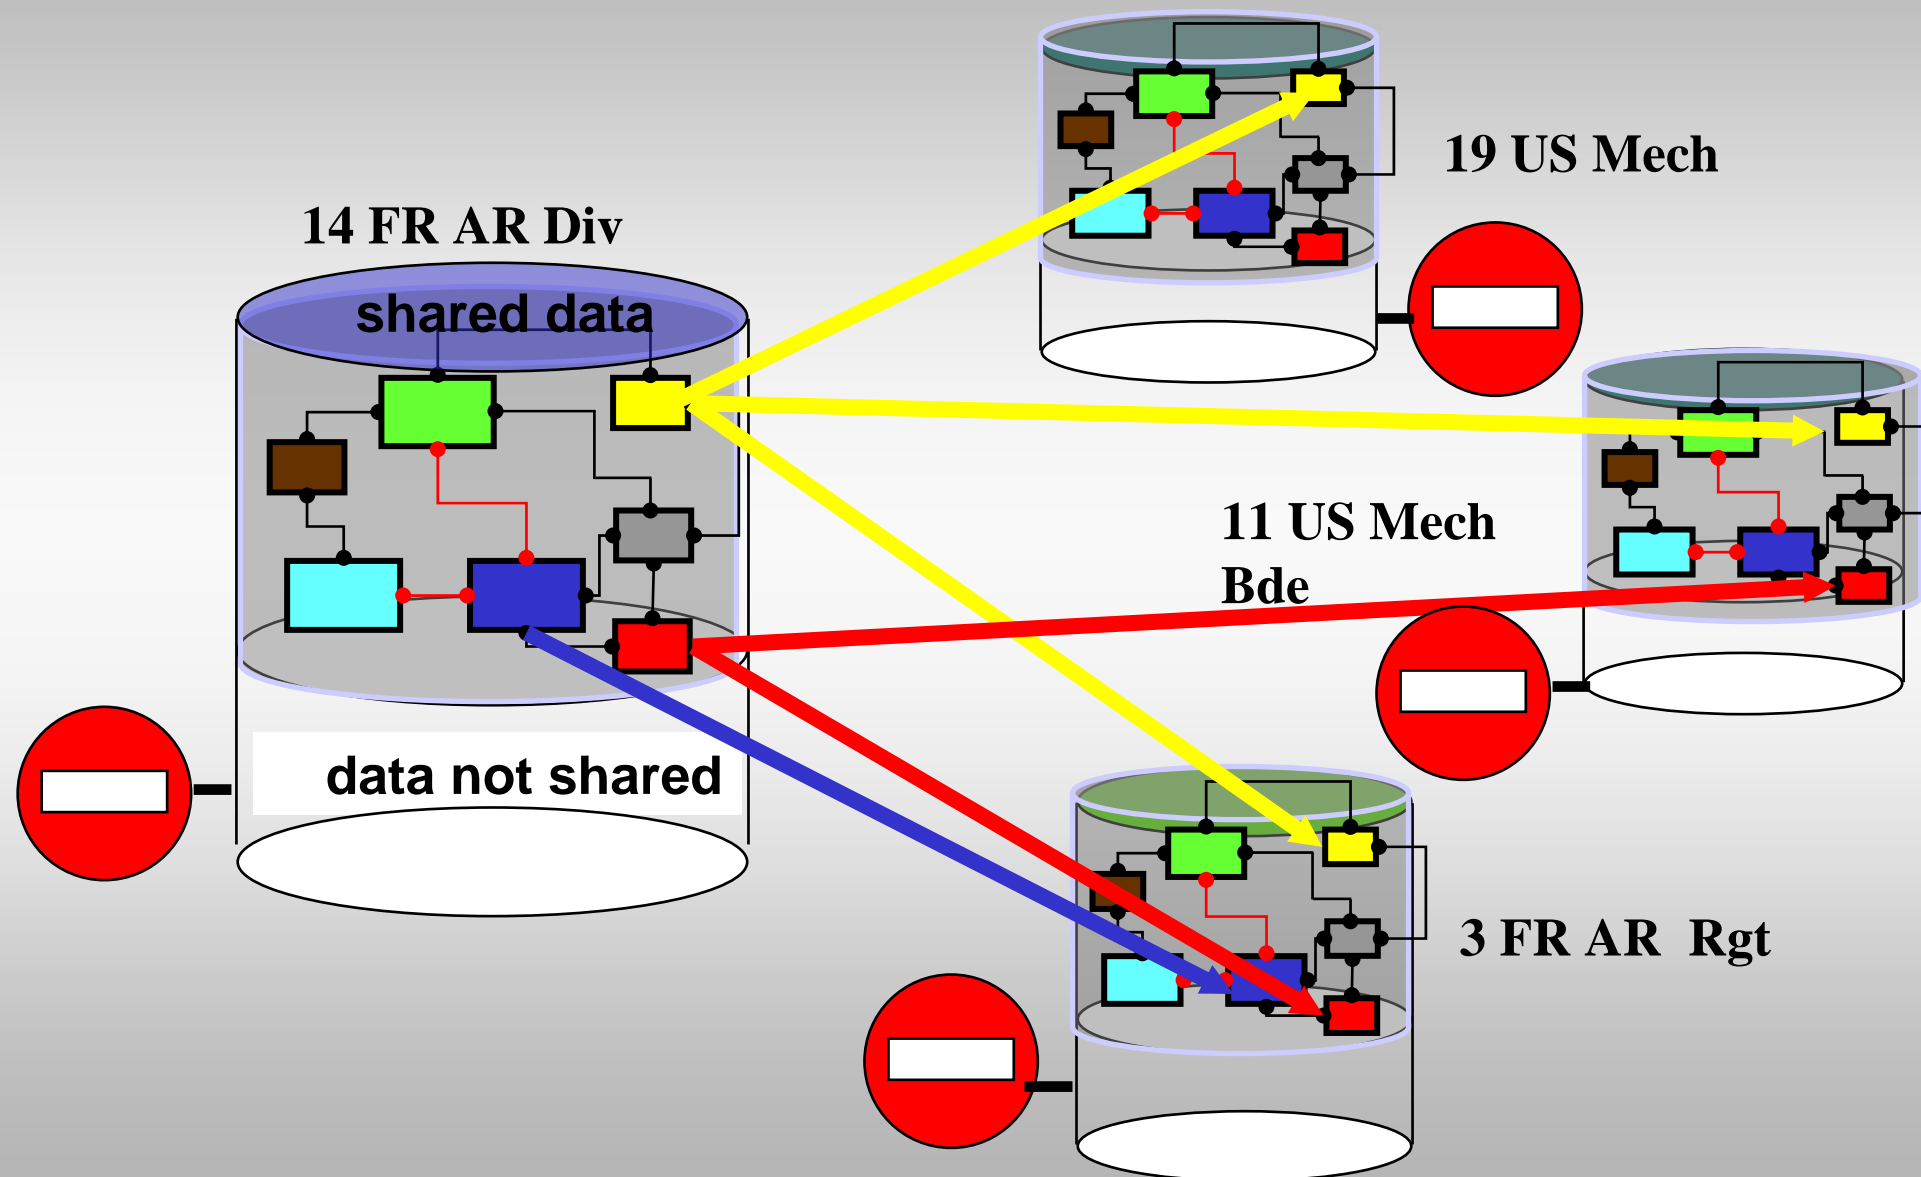 19 US Mech
14 FR AR Div
shared data
11 US Mech
Bde
data not shared
3 FR AR  Rgt